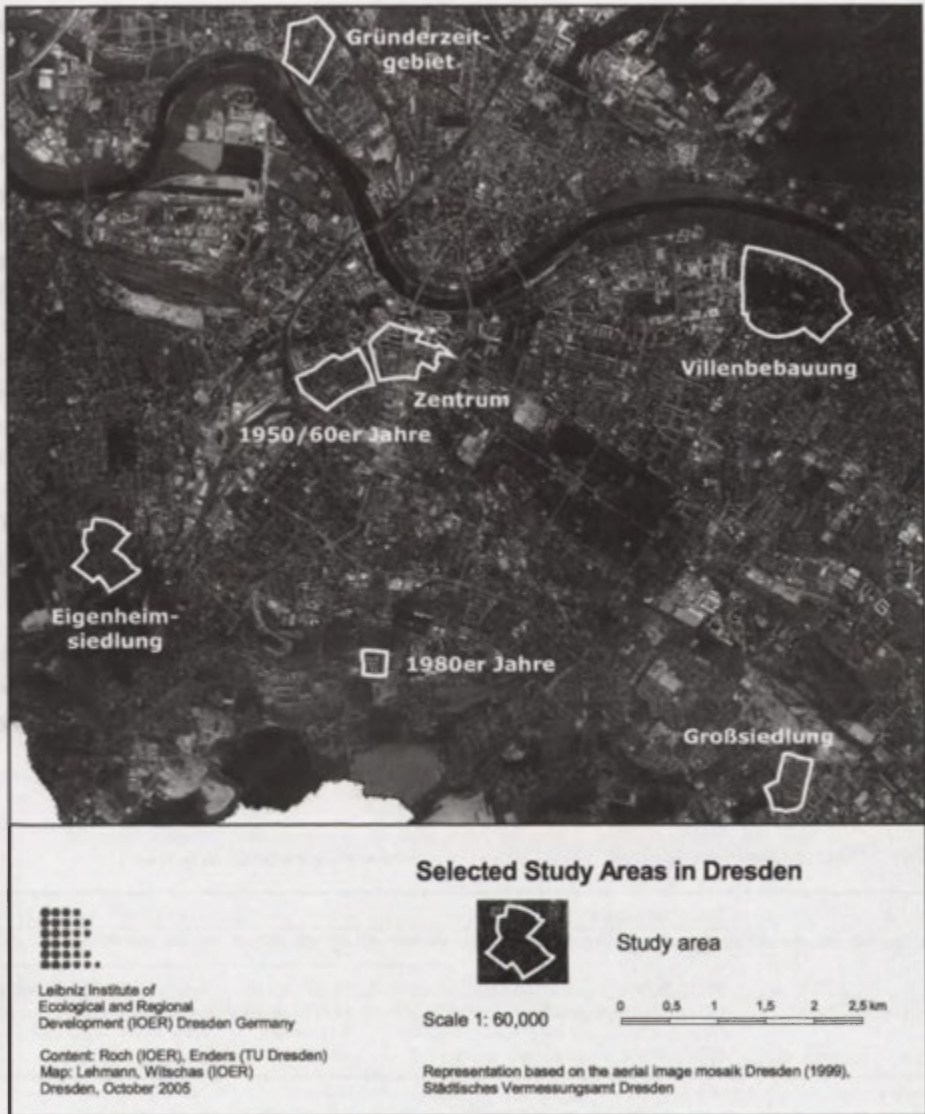 Gründerzeit-
gebiet
Villenbebauung
Zentrum
1950/60er Jahre
Eigenheim-
siedlung
1980er Jahre
Großsiedlung
Selected Study Areas in Dresden
Study area
Leibniz Institute of
Ecological and Regional
Development (IOER) Dresden Germany
Scale 1: 60,000
0 0,5 1 1,5 2 2,5 km
Content: Roch (IOER), Enders (TU Dresden)
Map: Lehmann, Witschas (IOER)
Dresden, October 2005
Representation based on the aerial image mosaik Dresden (1999),
Städtisches Vermessungsamt Dresden